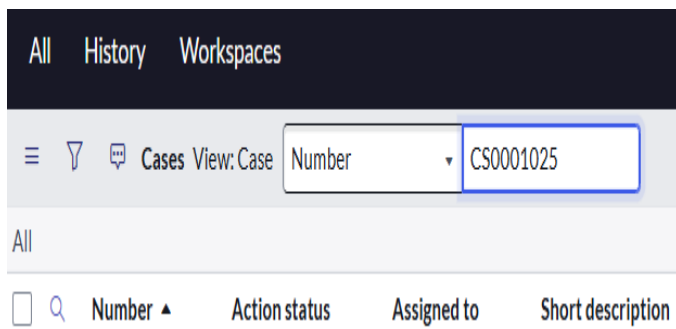 All History Workspaces
Cases View: Case Number CS0001025
All
Number Action status Assigned to Short description